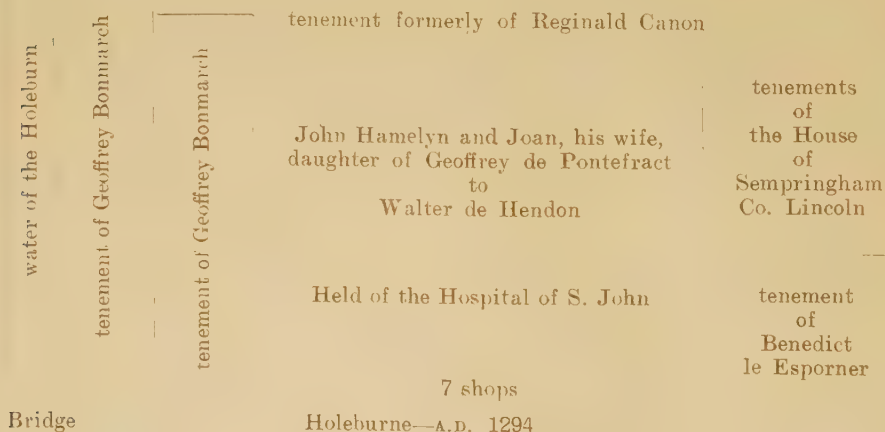 tenement formerly of Reginald Canon
water of the Holeburn
tenement of Geoffrey Bonmarch
tenement of Geoffrey Bonmarch
John Hamelyn and Joan, his wife,
daughter of Geoffrey de Pontefract
to
Walter de Hendon
tenements
of
the House
of
Sempringham
Co. Lincoln
Held of the Hospital of S. John
tenement
of
Benedict
le Esporner
7 shops
Bridge
Holeburne—A.D. 1294